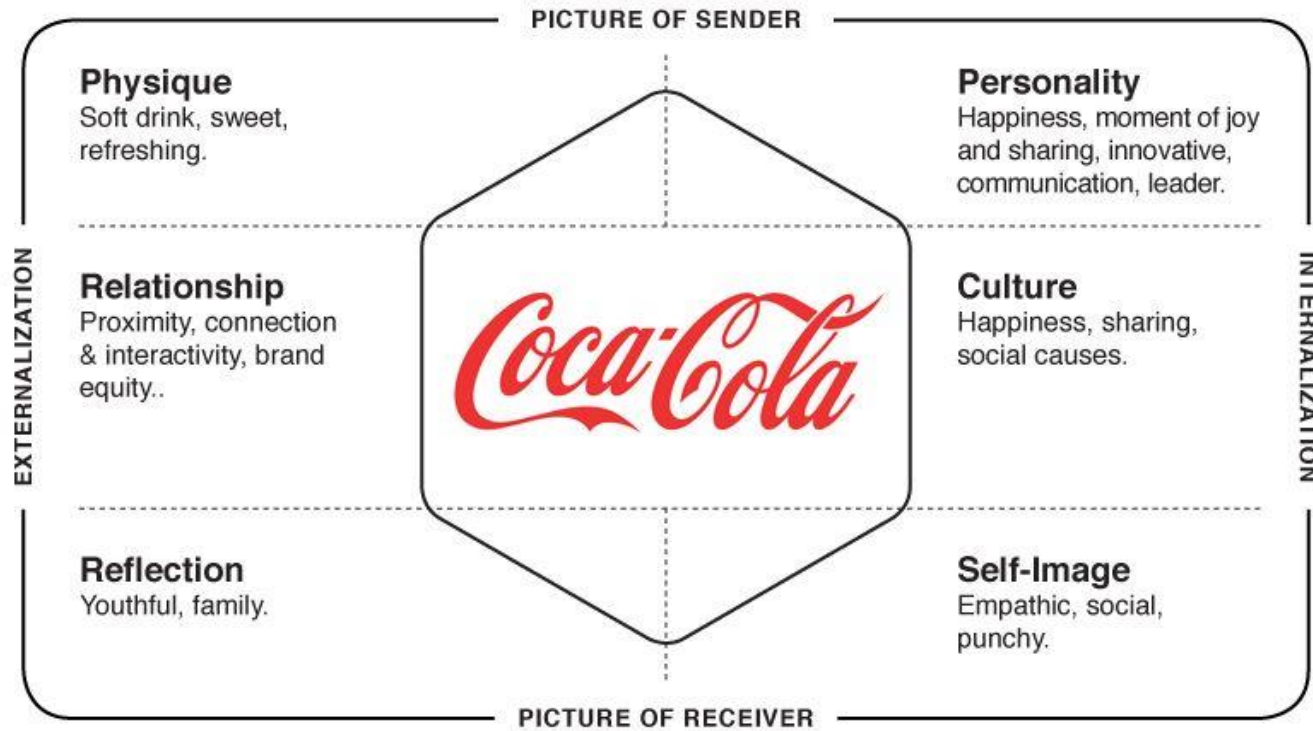 PICTURE OF SENDER
Physique
Soft drink, sweet,
refreshing.
Personality
Happiness, moment of joy
and sharing, innovative,
communication, leader.
EXTERNALIZATION
Relationship
Proximity, connection
& interactivity, brand
equity..
Coca-Cola
Culture
Happiness, sharing,
social causes.
INTERNALIZATION
Reflection
Youthful, family.
Self-Image
Empathic, social,
punchy.
PICTURE OF RECEIVER